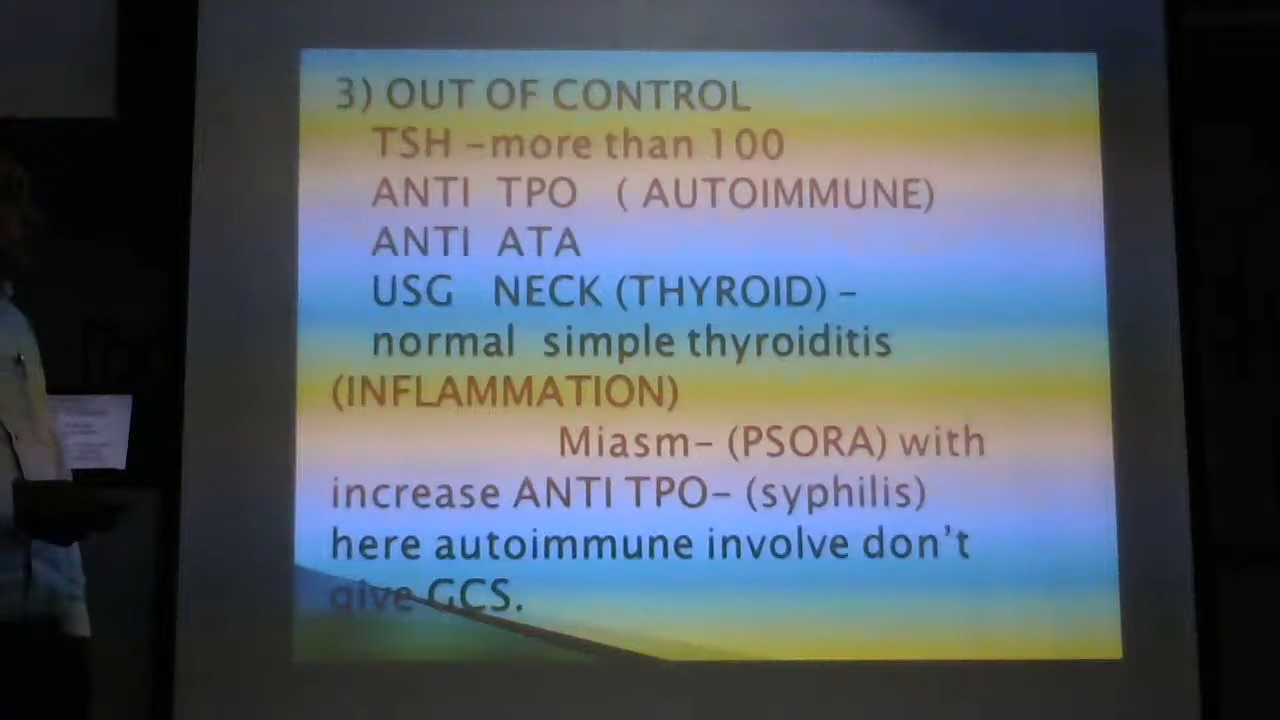 3) OUT OF CONTROL
TSH –more than 100
ANTI TPO ( AUTOIMMUNE)
ANTI ATA
USG NECK (THYROID) –
normal simple thyroiditis
(INFLAMMATION)
Miasm– (PSORA) with
increase ANTI TPO– (syphilis)
here autoimmune involve don't
give GCS.